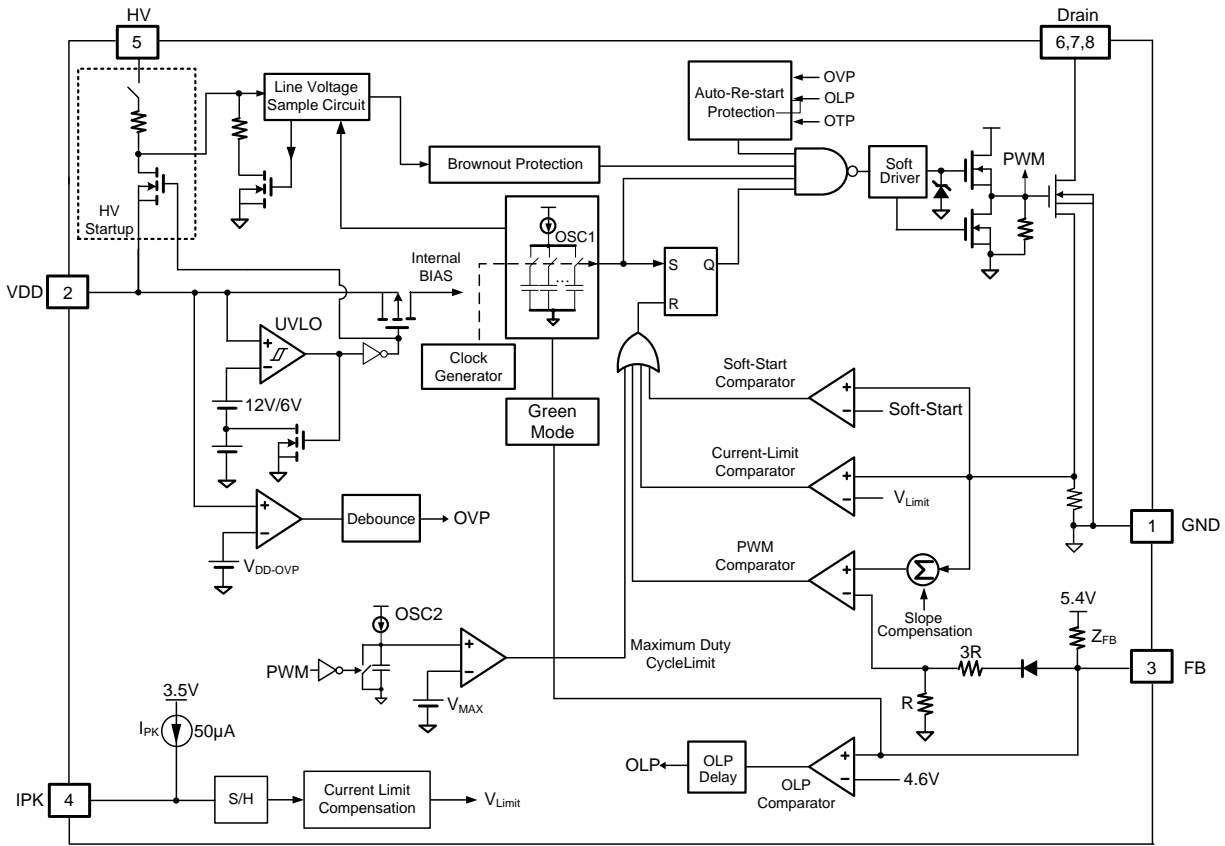 HV
5
Drain
6,7,8
Line Voltage
Sample Circuit
Auto-Re-start
Protection
OVP
OLP
OTP
Brownout Protection
Soft
Driver
PWM
HV
Startup
OSC1
...
S
Q
R
Internal
BIAS
VDD
2
UVLO
+
−
12V/6V
Clock
Generator
Green
Mode
Soft-Start
Comparator
+
−
Soft-Start
Current-Limit
Comparator
+
−
VLimit
1
GND
+
−
Debounce
OVP
VDD-OVP
PWM
Comparator
+
−
Σ
Slope
Compensation
5.4V
ZFB
3
FB
3R
R
OSC2
PWM
+
−
VMAX
Maximum Duty
CycleLimit
3.5V
IPK
50µA
OLP
OLP
Delay
+
−
4.6V
OLP
Comparator
IPK
4
S/H
Current Limit
Compensation
VLimit